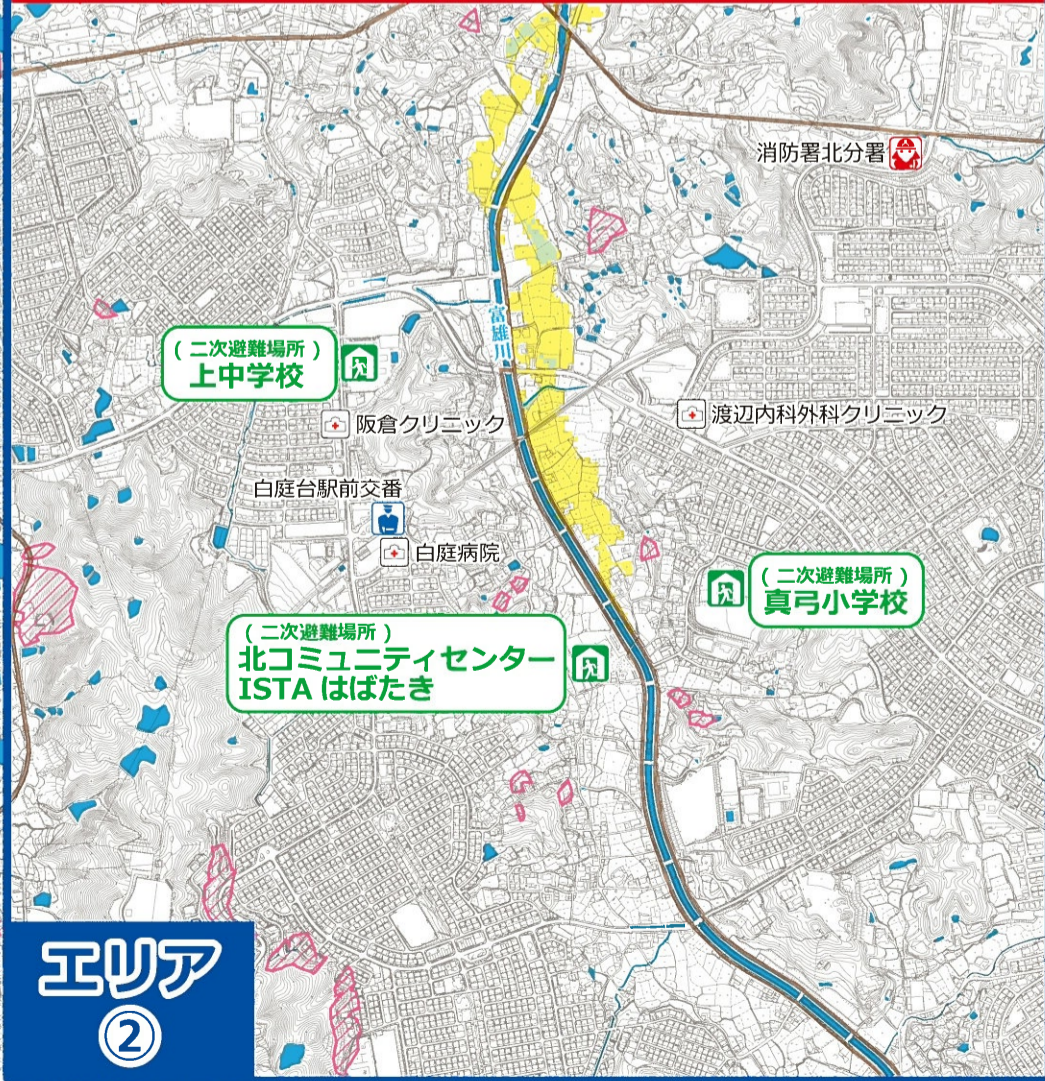 消防署北分署
富雄川
( 二次避難場所 )
上中学校
阪倉クリニック
渡辺内科外科クリニック
白庭台駅前交番
白庭病院
( 二次避難場所 )
真弓小学校
( 二次避難場所 )
北コミュニティセンター
ISTA はばたき
エリア
②